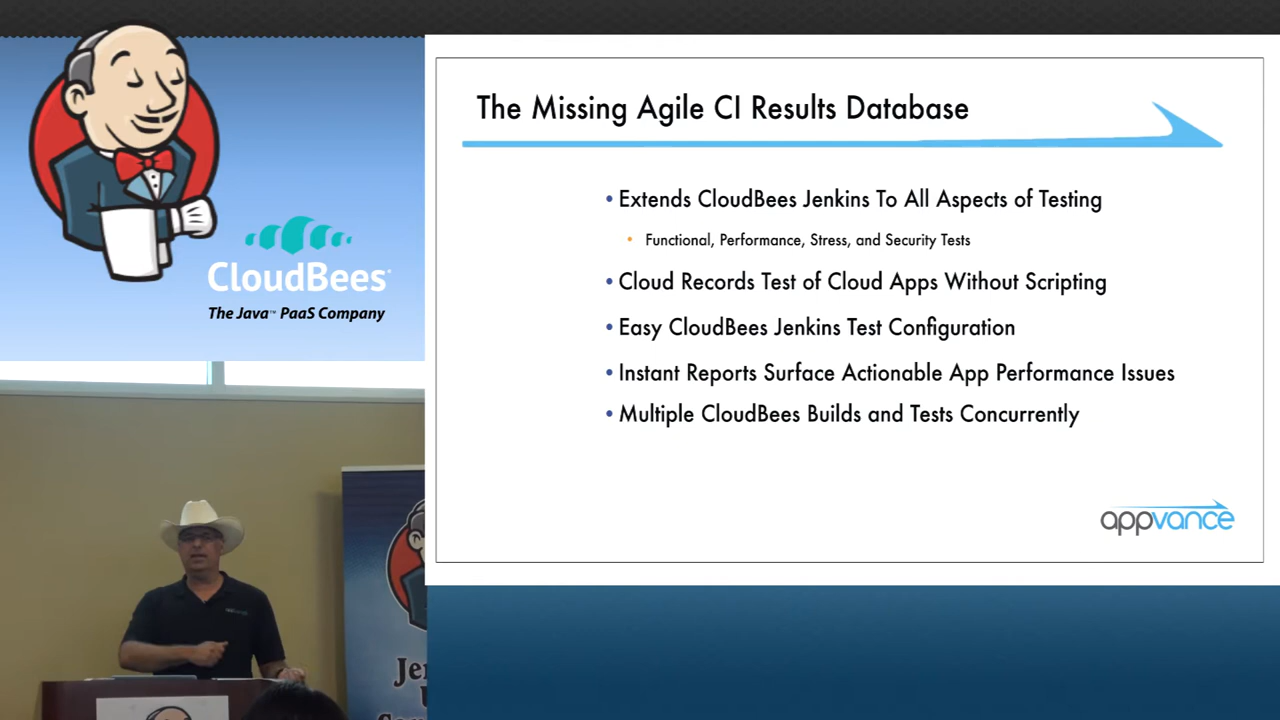 CloudBees
The Java™ PaaS Company
The Missing Agile CI Results Database
• Extends CloudBees Jenkins To All Aspects of Testing
• Functional, Performance, Stress, and Security Tests
• Cloud Records Test of Cloud Apps Without Scripting
• Easy CloudBees Jenkins Test Configuration
• Instant Reports Surface Actionable App Performance Issues
• Multiple CloudBees Builds and Tests Concurrently
appvance